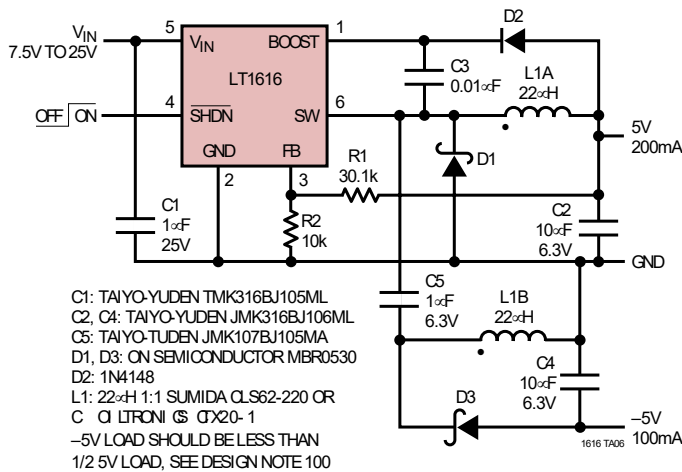 VIN
7.5V TO 25V
OFF ON
5
VIN
BOOST
1
LT1616
4
SHDN
SW
6
GND
FB
2
3
D2
C3
0.01∝F
L1A
22∝H
5V
200mA
D1
R1
30.1k
R2
10k
C1
1∝F
25V
C2
10∝F
6.3V
GND
C5
1∝F
6.3V
L1B
22∝H
C4
10∝F
6.3V
D3
–5V
100mA
1616 TA06
C1: TAIYO-YUDEN TMK316BJ105ML
C2, C4: TAIYO-YUDEN JMK316BJ106ML
C5: TAIYO-TUDEN JMK107BJ105MA
D1, D3: ON SEMICONDUCTOR MBR0530
D2: 1N4148
L1: 22∝H 1:1 SUMIDA CLS62-220 OR
C OILTRONICS CTX20-1
–5V LOAD SHOULD BE LESS THAN
1/2 5V LOAD, SEE DESIGN NOTE 100